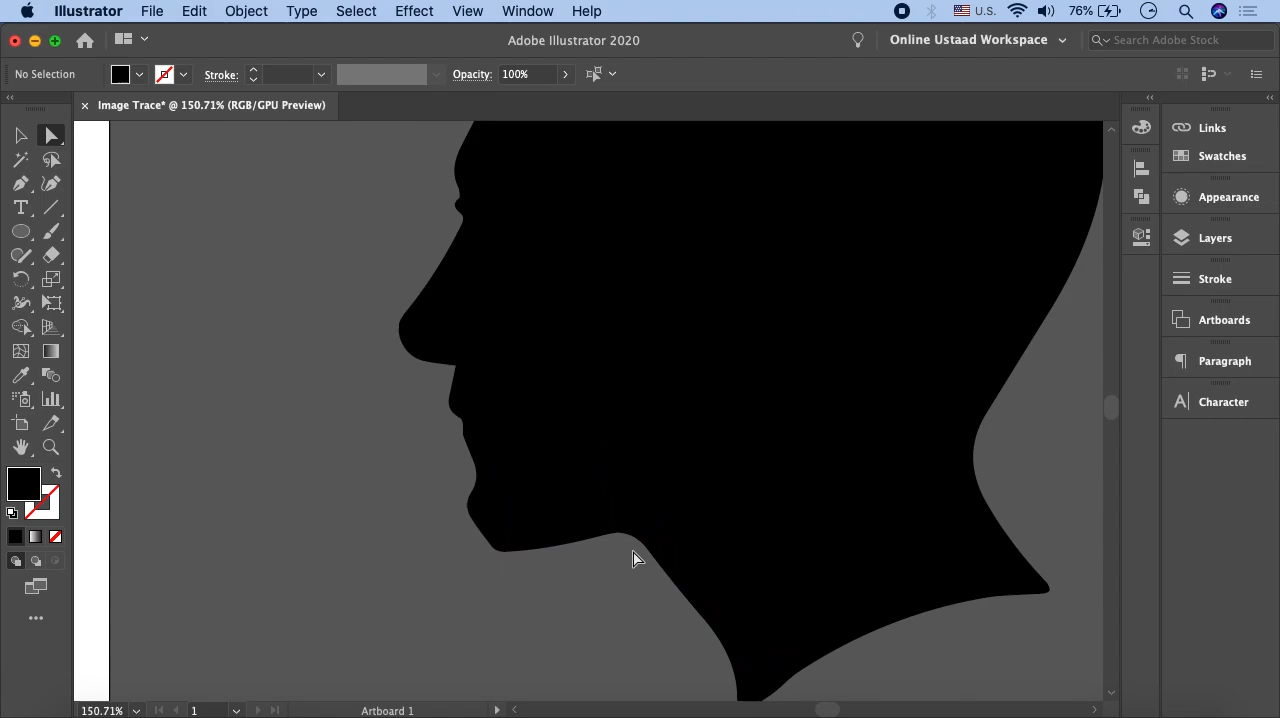 Illustrator File Edit Object Type Select Effect View Window Help U.S. 76%
Adobe Illustrator 2020 Online Ustaad Workspace Search Adobe Stock
No Selection Stroke: Opacity: 100%
× Image Trace* @ 150.71% (RGB/GPU Preview)
Links
Swatches
Appearance
Layers
Stroke
Artboards
Paragraph
Character
150.71% 1 Artboard 1